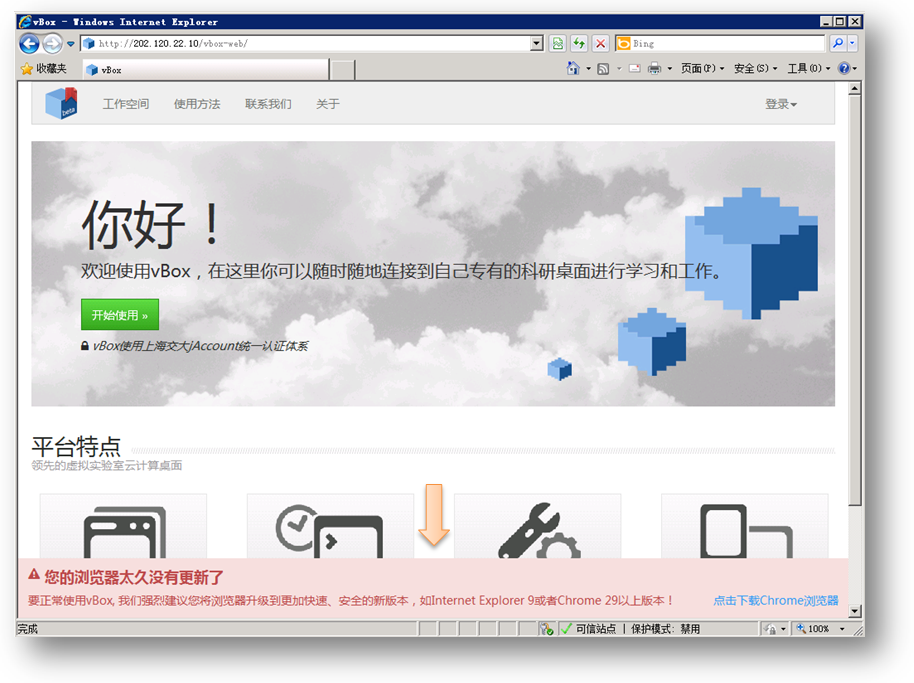 vBox - Windows Internet Explorer
http://202.120.22.10/vbox-web/
Bing
收藏夹
vBox
页面(P)
安全(S)
工具(O)
beta
工作空间
使用方法
联系我们
关于
登录
你好！
欢迎使用vBox，在这里你可以随时随地连接到自己专有的科研桌面进行学习和工作。
开始使用 »
vBox使用上海交大jAccount统一认证体系
平台特点
领先的虚拟实验室云计算桌面
您的浏览器太久没有更新了
要正常使用vBox, 我们强烈建议您将浏览器升级到更加快速、安全的新版本，如Internet Explorer 9或者Chrome 29以上版本！
点击下载Chrome浏览器
完成
可信站点 | 保护模式: 禁用
100%